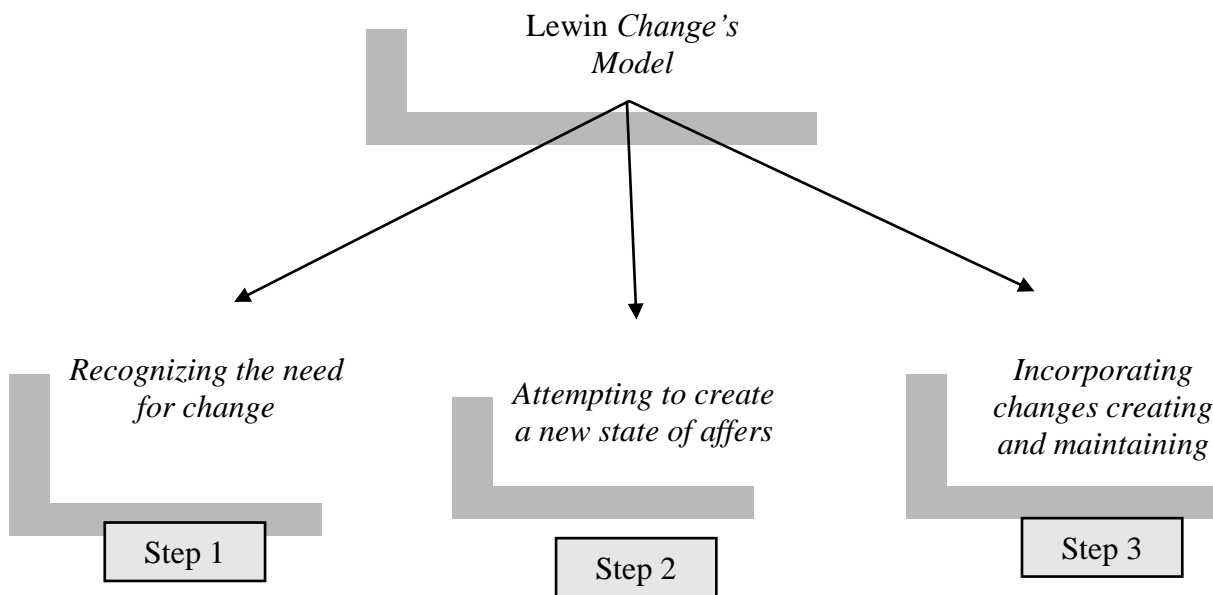 Lewin Change’s
Model
Recognizing the need
for change
Attempting to create
a new state of affers
Incorporating
changes creating
and maintaining
Step 1
Step 2
Step 3